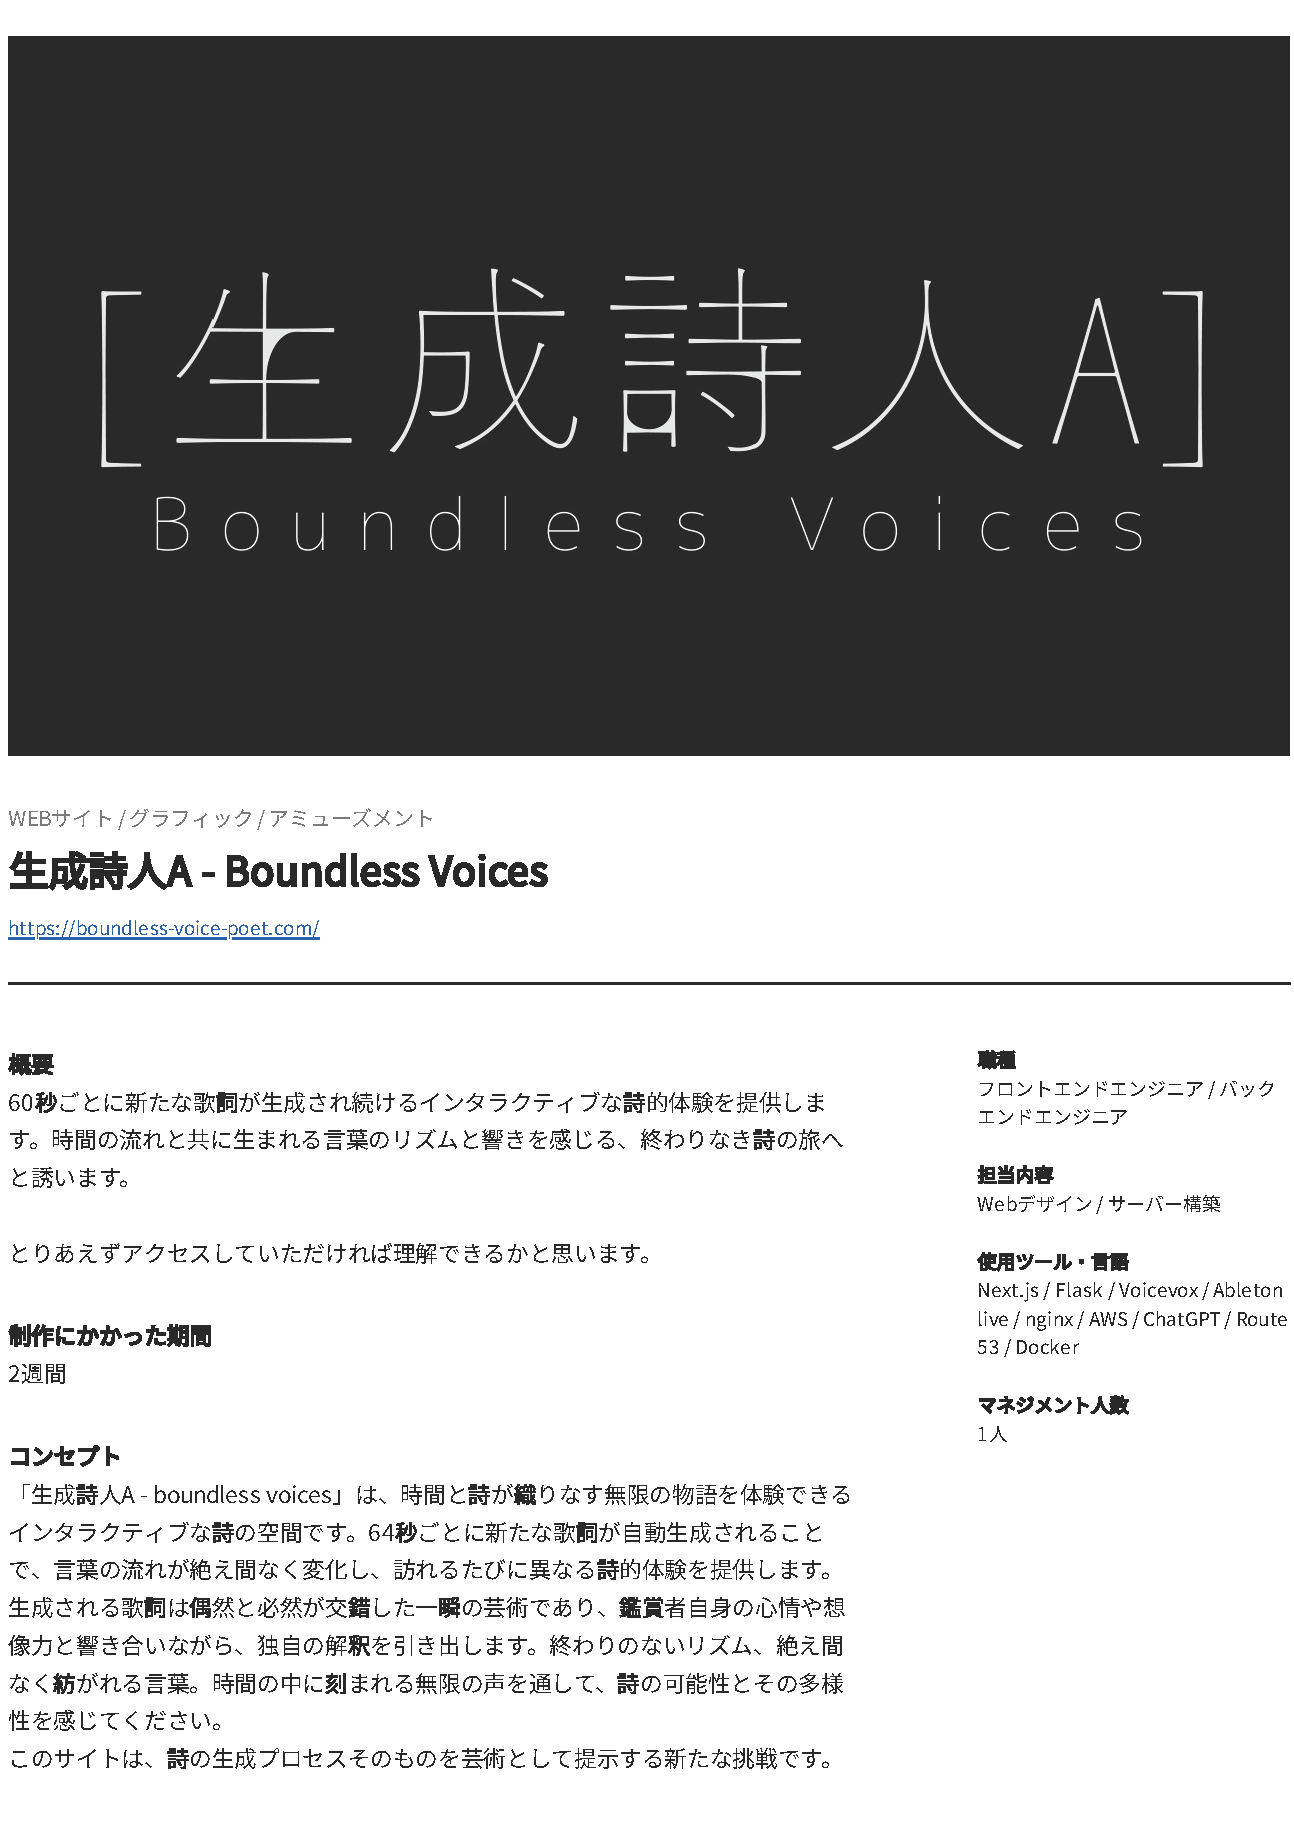 [生成詩人A]
Boundless Voices
WEBサイト / グラフィック / アミューズメント
生成詩人A - Boundless Voices
https://boundless-voice-poet.com/
概要
60秒ごとに新たな歌詞が生成され続けるインタラクティブな詩的体験を提供しま
す。時間の流れと共に生まれる言葉のリズムと響きを感じる、終わりなき詩の旅へ
と誘います。
とりあえずアクセスしていただければ理解できるかと思います。
制作にかかった期間
2週間
コンセプト
「生成詩人A - boundless voices」は、時間と詩が織りなす無限の物語を体験できる
インタラクティブな詩の空間です。64秒ごとに新たな歌詞が自動生成されること
で、言葉の流れが絶え間なく変化し、訪れるたびに異なる詩的体験を提供します。
生成される歌詞は偶然と必然が交錯した一瞬の芸術であり、鑑賞者自身の心情や想
像力と響き合いながら、独自の解釈を引き出します。終わりのないリズム、絶え間
なく紡がれる言葉。時間の中に刻まれる無限の声を通して、詩の可能性とその多様
性を感じてください。
このサイトは、詩の生成プロセスそのものを芸術として提示する新たな挑戦です。
職種
フロントエンドエンジニア / バック
エンドエンジニア
担当内容
Webデザイン / サーバー構築
使用ツール・言語
Next.js / Flask / Voicevox / Ableton
live / nginx / AWS / ChatGPT / Route
53 / Docker
マネジメント人数
1人